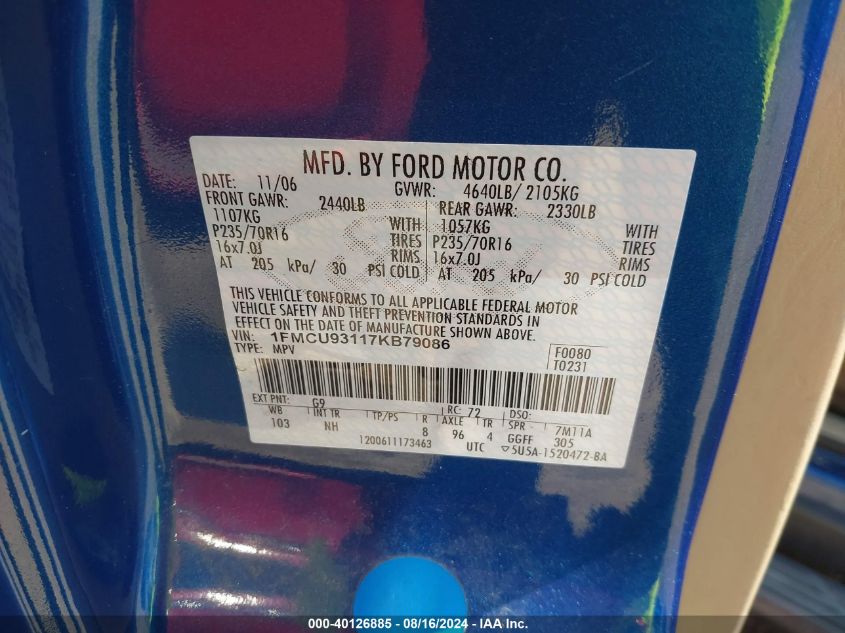 MFD. BY FORD MOTOR CO.
DATE: 11/06 GVWR: 4640LB/ 2105KG
FRONT GAWR: 2440LB REAR GAWR: 2330LB
1107KG WITH 1057KG WITH
P235/70R16 TIRES P235/70R16 TIRES
16x7.0J RIMS 16x7.0J RIMS
AT 205 kPa/ 30 PSI COLD AT 205 kPa/ 30 PSI COLD
THIS VEHICLE CONFORMS TO ALL APPLICABLE FEDERAL MOTOR
VEHICLE SAFETY AND THEFT PREVENTION STANDARDS IN
EFFECT ON THE DATE OF MANUFACTURE SHOWN ABOVE.
VIN: 1FMCU93117KB79086 F0080
TYPE: MPV T0231
EXT PNT: G9 RC: 72 DSO:
WB INT TR TP/PS R AXLE TR SPR 7M11A
103 NH 8 96 4 GGFF 305
1200611173463 UTC ▽5U5A-1520472-BA
000-40126885 - 08/16/2024 - IAA Inc.